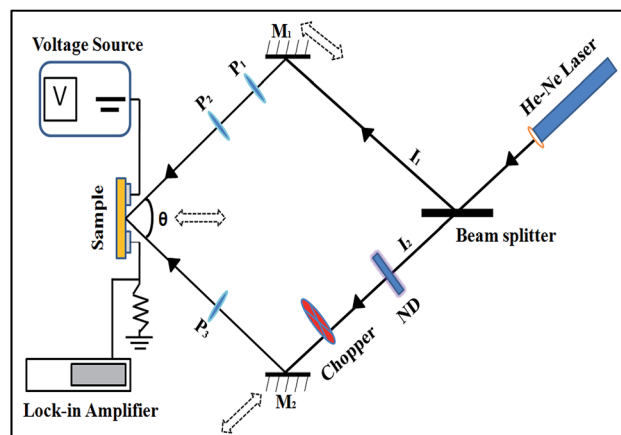 Voltage Source
V
M₁
He-Ne Laser
P₁
P₂
I₁
Sample
θ
Beam splitter
I₂
ND
P₃
Chopper
M₂
Lock-in Amplifier